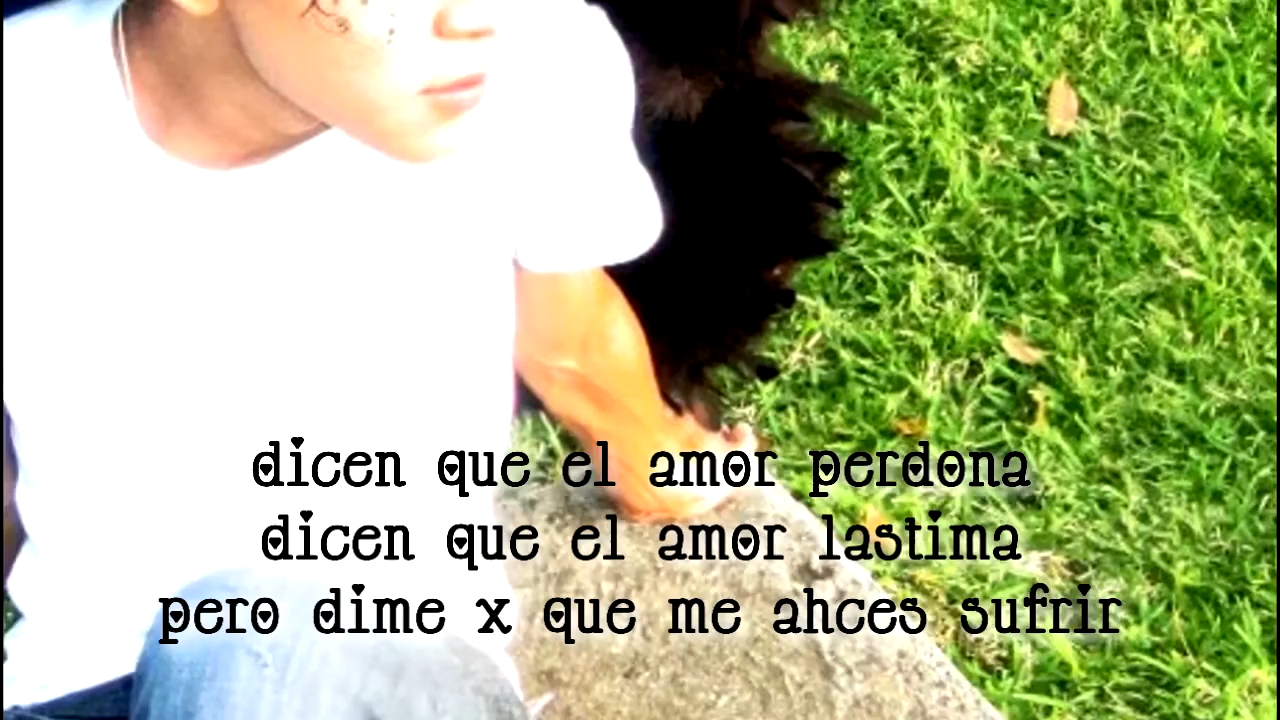 dicen que el amor perdona
dicen que el amor lastima
pero dime x que me ahces sufrir